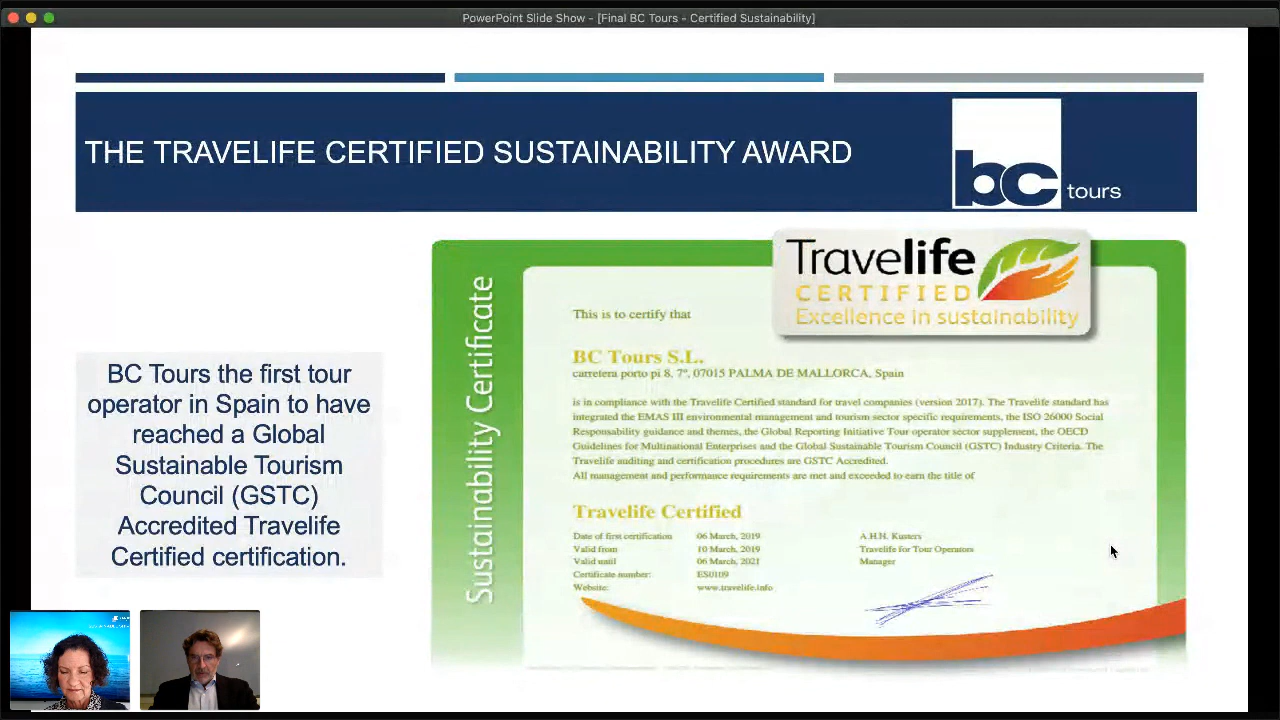 PowerPoint Slide Show - [Final BC Tours - Certified Sustainability]
THE TRAVELIFE CERTIFIED SUSTAINABILITY AWARD
bc tours
BC Tours the first tour
operator in Spain to have
reached a Global
Sustainable Tourism
Council (GSTC)
Accredited Travelife
Certified certification.
Sustainability Certificate
Travelife
CERTIFIED
Excellence in sustainability
This is to certify that
BC Tours S.L.
carretera porto pi 8, 7º, 07015 PALMA DE MALLORCA, Spain
is in compliance with the Travelife Certified standard for travel companies (version 2017). The Travelife standard has
integrated the EMAS III environmental management and tourism sector specific requirements, the ISO 26000 Social
Responsability guidance and themes, the Global Reporting Initiative Tour operator sector supplement, the OECD
Guidelines for Multinational Enterprises and the Global Sustainable Tourism Council (GSTC) Industry Criteria. The
Travelife auditing and certification procedures are GSTC Accredited.
All management and performance requirements are met and exceeded to earn the title of
Travelife Certified
Date of first certification 06 March, 2019 A.H.H. Kusters
Valid from 10 March, 2019 Travelife for Tour Operators
Valid until 06 March, 2021 Manager
Certificate number: ES0109
Website: www.travelife.info